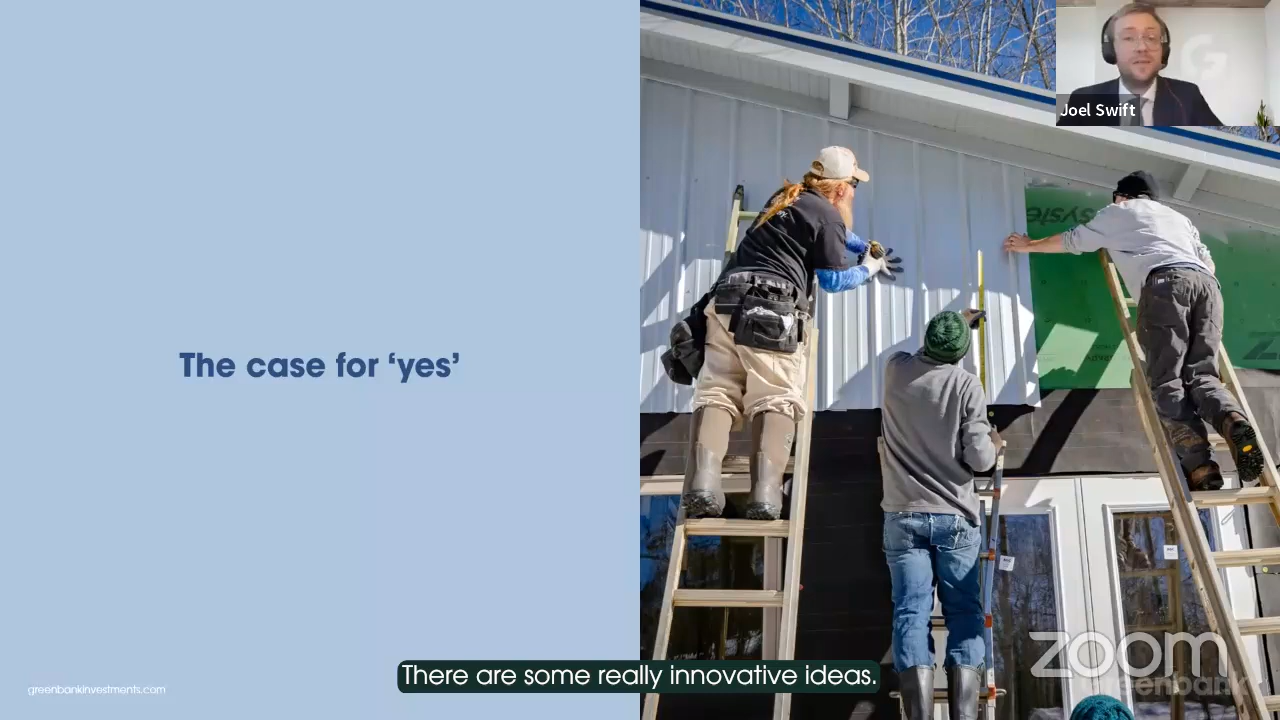 Joel Swift
The case for ‘yes’
There are some really innovative ideas.
greenbankinvestments.com
zoom